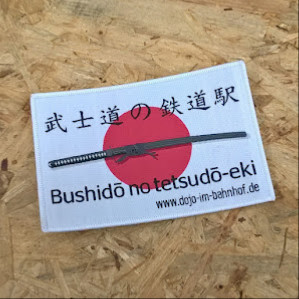 武士道の鉄道駅
Bushidō no tetsudō-eki
www.dojo-im-bahnhof.de